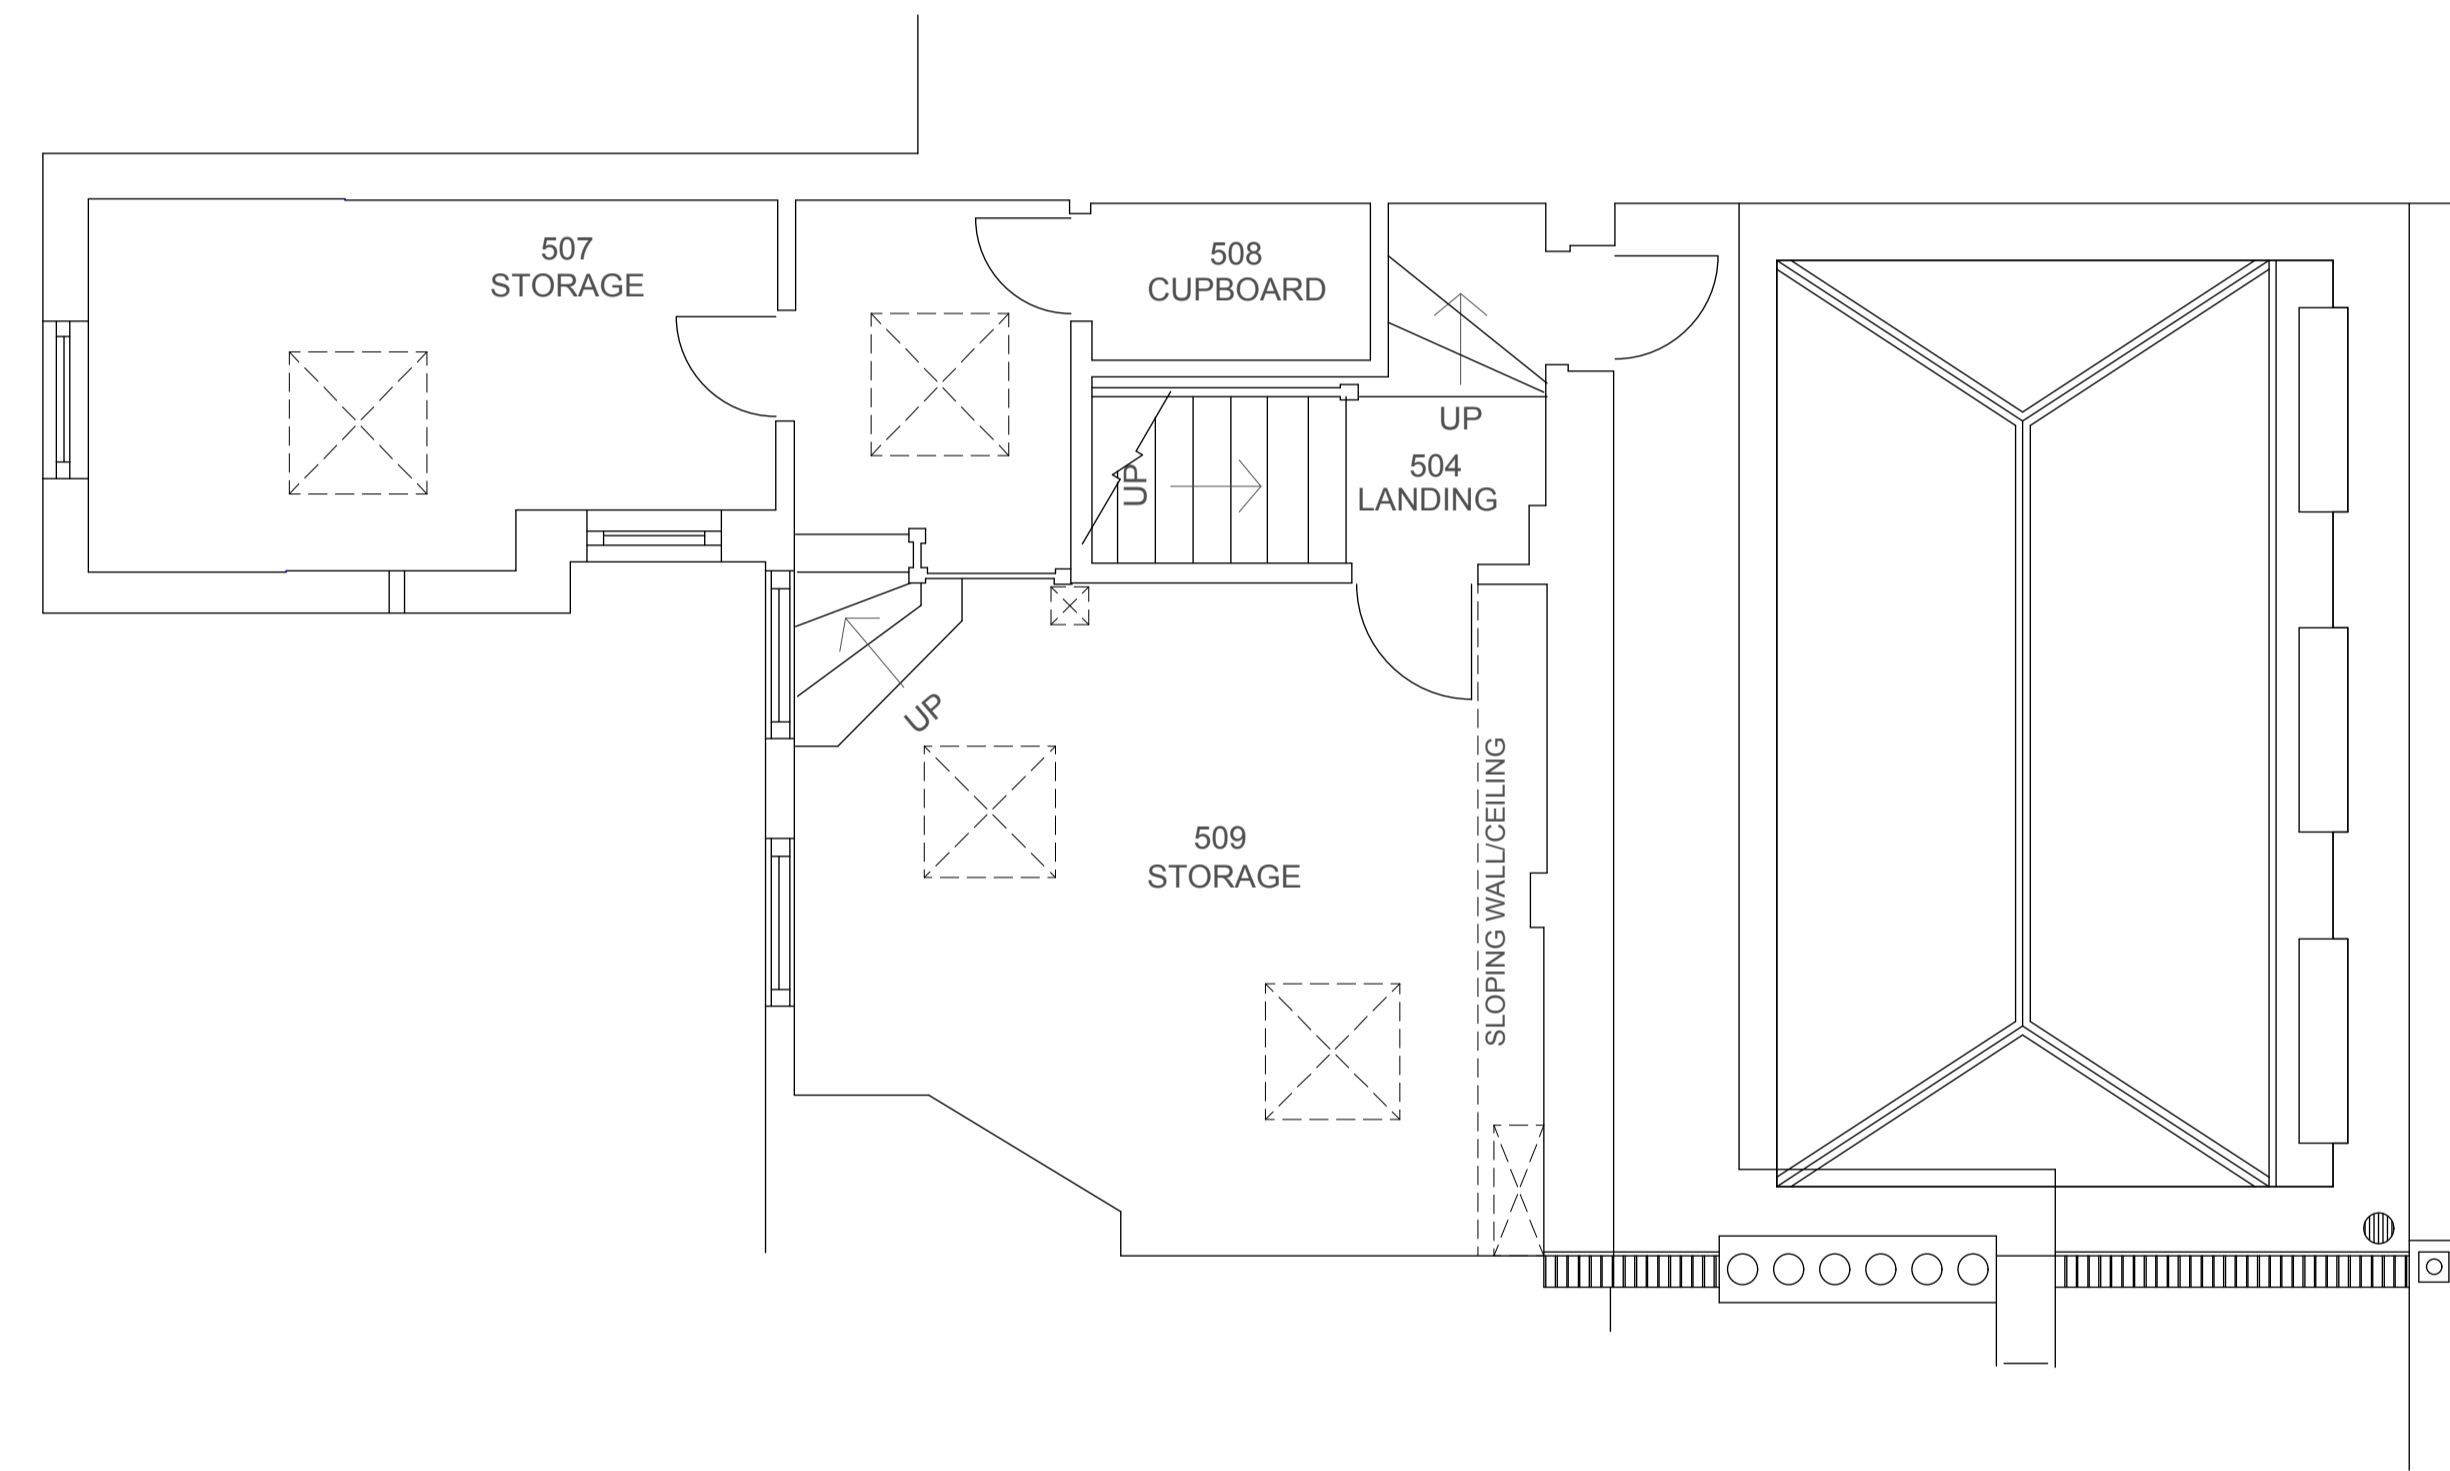 507
STORAGE
508
CUPBOARD
UP
504
LANDING
UP
UP
509
STORAGE
SLOPING WALL/CEILING